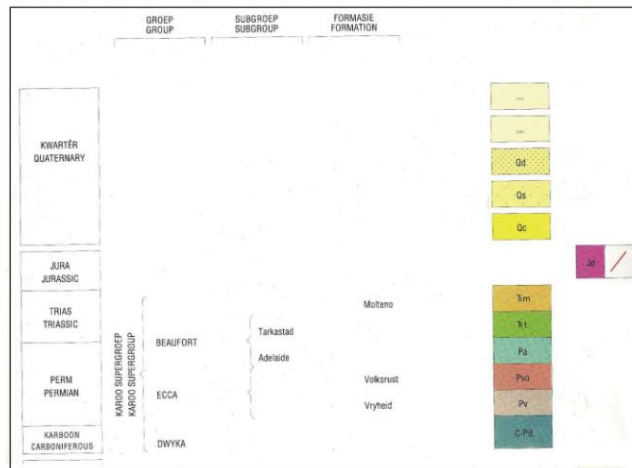 GROEP SUBGROEP FORMASIE
GROUP SUBGROUP FORMATION
KWARTÊR
QUATERNARY
Qd
Qs
Qc
JURA
JURASSIC
Jd
TRIAS
TRIASSIC
PERM
PERMIAN
KARBOON
CARBONIFEROUS
KAROO SUPERGROEP
KAROO SUPERGROUP
BEAUFORT
ECCA
DWYKA
Tarkastad
Adelaide
Molteno
Volksrust
Vryheid
Trm
Trt
Pa
Pvo
Pv
C-Pd